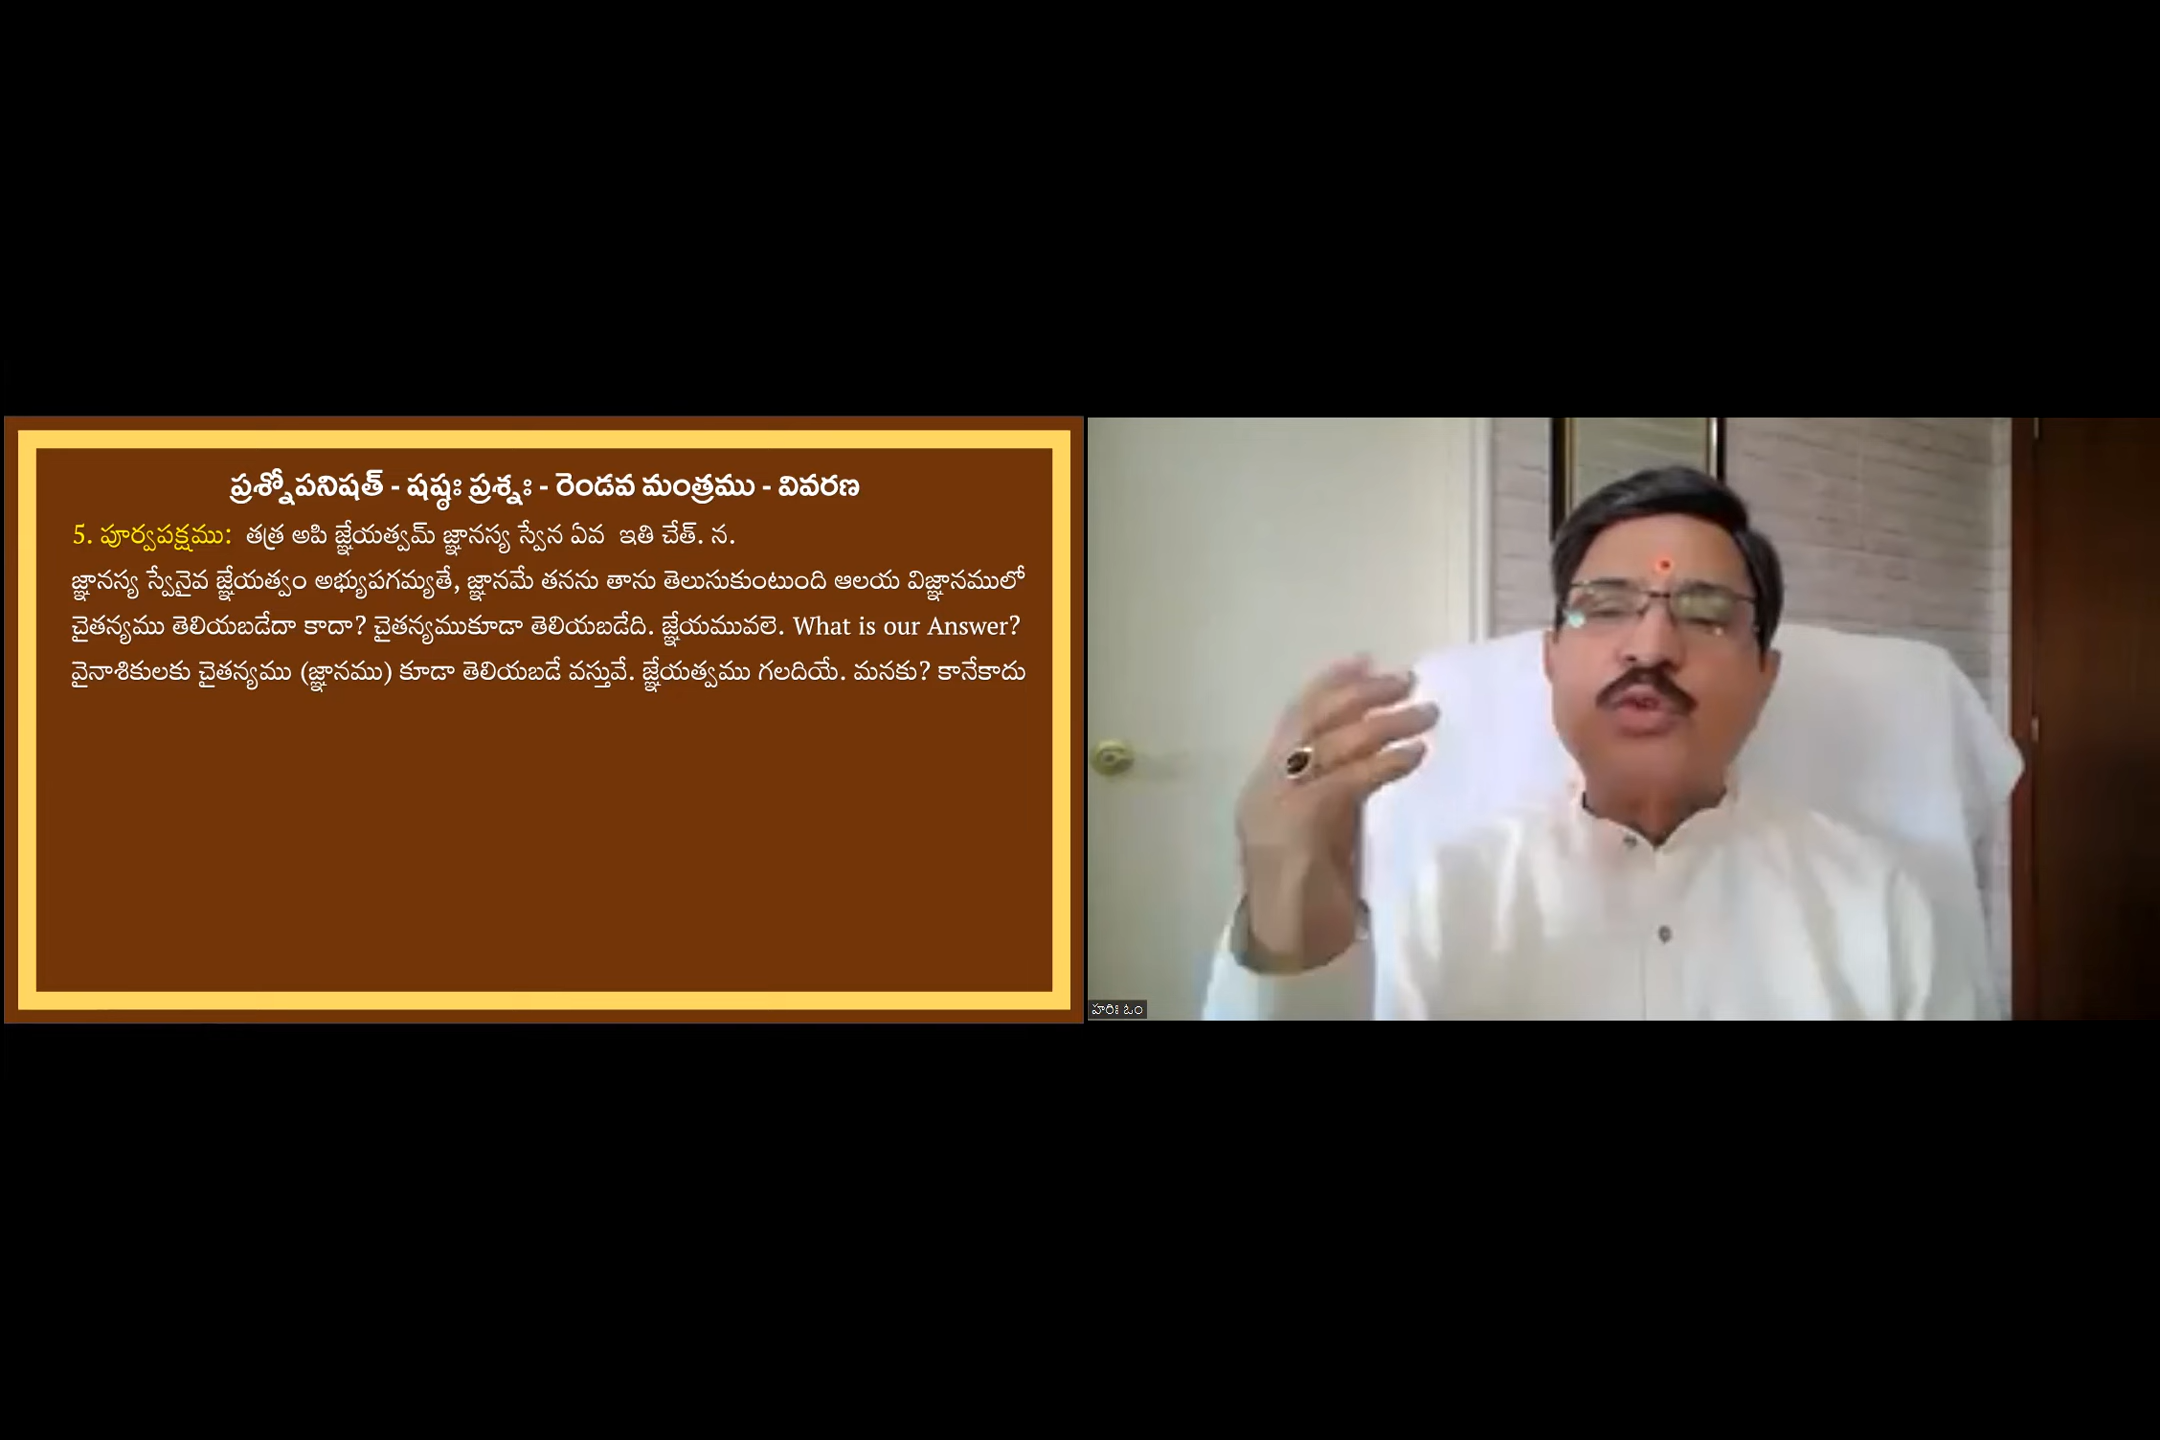 ప్రశ్నోపనిషత్ - షష్ఠః ప్రశ్నః - రెండవ మంత్రము - వివరణ
5. పూర్వపక్షము: తత్ర అపి జ్ఞేయత్వమ్ జ్ఞానస్య స్వేన ఏవ ఇతి చేత్. న.
జ్ఞానస్య స్వేనైవ జ్ఞేయత్వం అభ్యుపగమ్యతే, జ్ఞానమే తనను తాను తెలుసుకుంటుంది ఆలయ విజ్ఞానములో
చైతన్యము తెలియబడేదా కాదా? చైతన్యముకూడా తెలియబడేది. జ్ఞేయమువలె. What is our Answer?
వైనాశికులకు చైతన్యము (జ్ఞానము) కూడా తెలియబడే వస్తువే. జ్ఞేయత్వము గలదియే. మనకు? కానేకాదు
హరిః ఓం